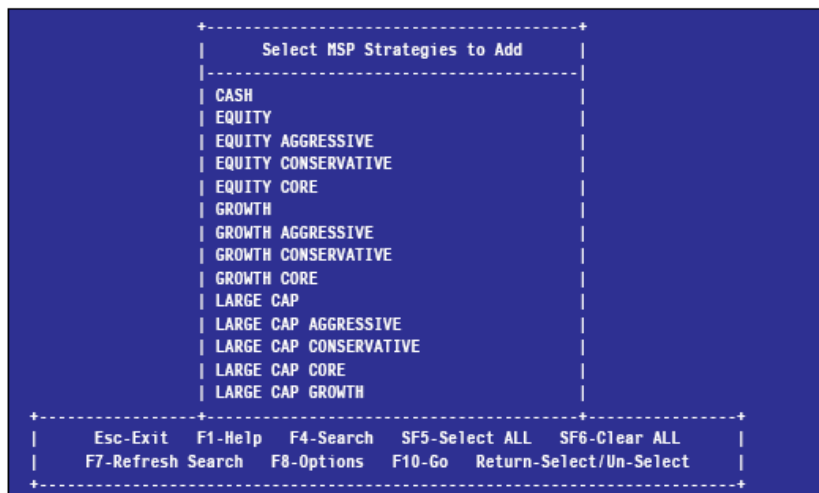 Select MSP Strategies to Add
CASH
EQUITY
EQUITY AGGRESSIVE
EQUITY CONSERVATIVE
EQUITY CORE
GROWTH
GROWTH AGGRESSIVE
GROWTH CONSERVATIVE
GROWTH CORE
LARGE CAP
LARGE CAP AGGRESSIVE
LARGE CAP CONSERVATIVE
LARGE CAP CORE
LARGE CAP GROWTH
Esc-Exit F1-Help F4-Search SF5-Select ALL SF6-Clear ALL
F7-Refresh Search F8-Options F10-Go Return-Select/Un-Select